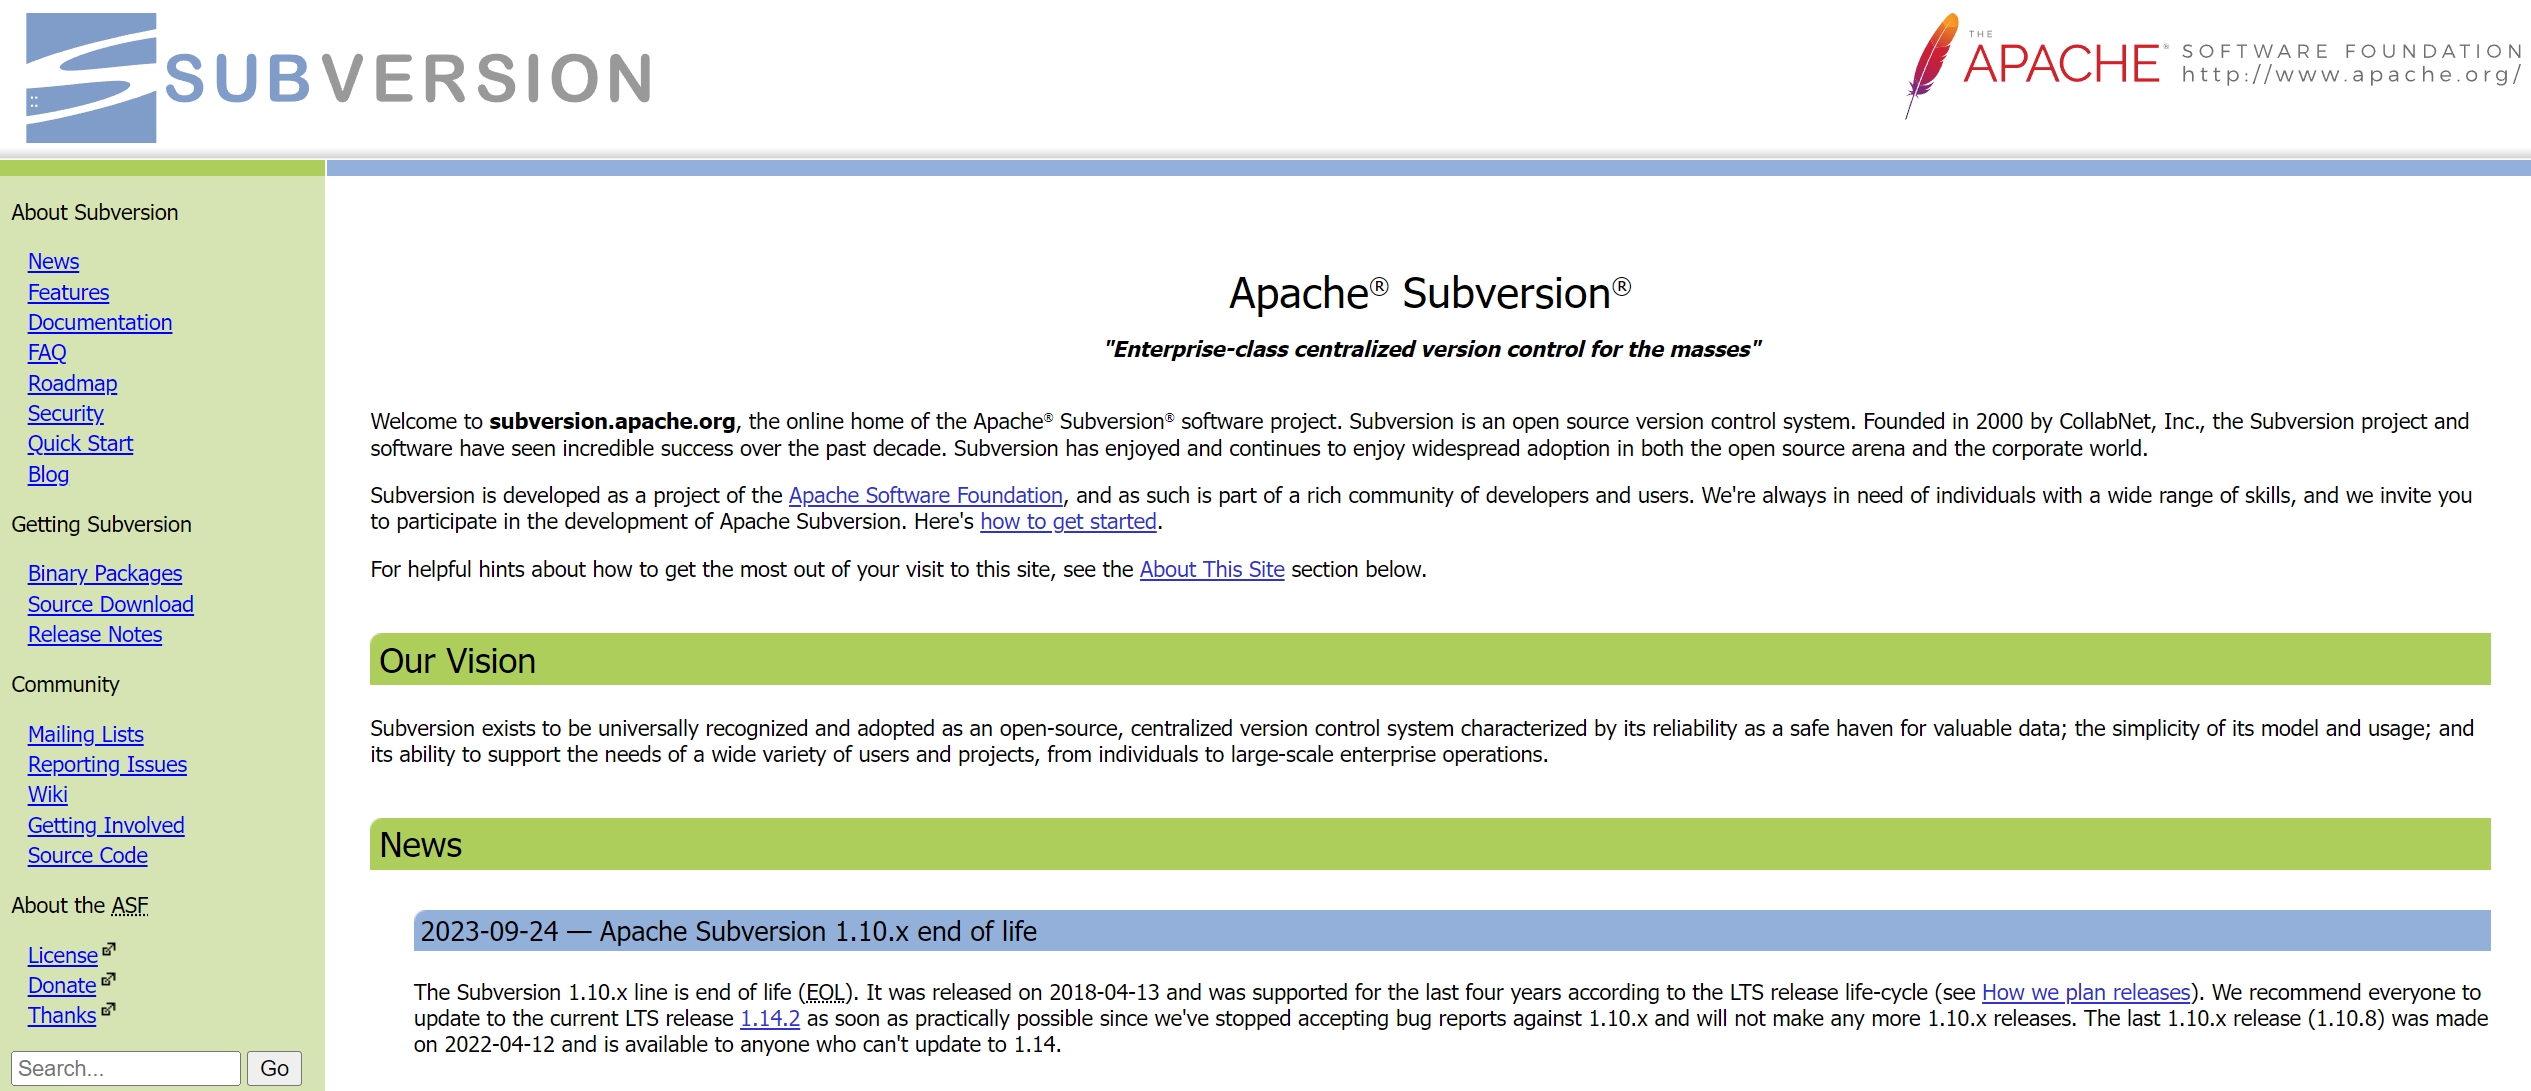 SUBVERSION
THE
APACHE®
SOFTWARE FOUNDATION
http://www.apache.org/
About Subversion
News
Features
Documentation
FAQ
Roadmap
Security
Quick Start
Blog
Getting Subversion
Binary Packages
Source Download
Release Notes
Community
Mailing Lists
Reporting Issues
Wiki
Getting Involved
Source Code
About the ASF
License
Donate
Thanks
Search...
Go
Apache® Subversion®
"Enterprise-class centralized version control for the masses"
Welcome to subversion.apache.org, the online home of the Apache® Subversion® software project. Subversion is an open source version control system. Founded in 2000 by CollabNet, Inc., the Subversion project and
software have seen incredible success over the past decade. Subversion has enjoyed and continues to enjoy widespread adoption in both the open source arena and the corporate world.
Subversion is developed as a project of the Apache Software Foundation, and as such is part of a rich community of developers and users. We're always in need of individuals with a wide range of skills, and we invite you
to participate in the development of Apache Subversion. Here's how to get started.
For helpful hints about how to get the most out of your visit to this site, see the About This Site section below.
Our Vision
Subversion exists to be universally recognized and adopted as an open-source, centralized version control system characterized by its reliability as a safe haven for valuable data; the simplicity of its model and usage; and
its ability to support the needs of a wide variety of users and projects, from individuals to large-scale enterprise operations.
News
2023-09-24 — Apache Subversion 1.10.x end of life
The Subversion 1.10.x line is end of life (EOL). It was released on 2018-04-13 and was supported for the last four years according to the LTS release life-cycle (see How we plan releases). We recommend everyone to
update to the current LTS release 1.14.2 as soon as practically possible since we've stopped accepting bug reports against 1.10.x and will not make any more 1.10.x releases. The last 1.10.x release (1.10.8) was made
on 2022-04-12 and is available to anyone who can't update to 1.14.